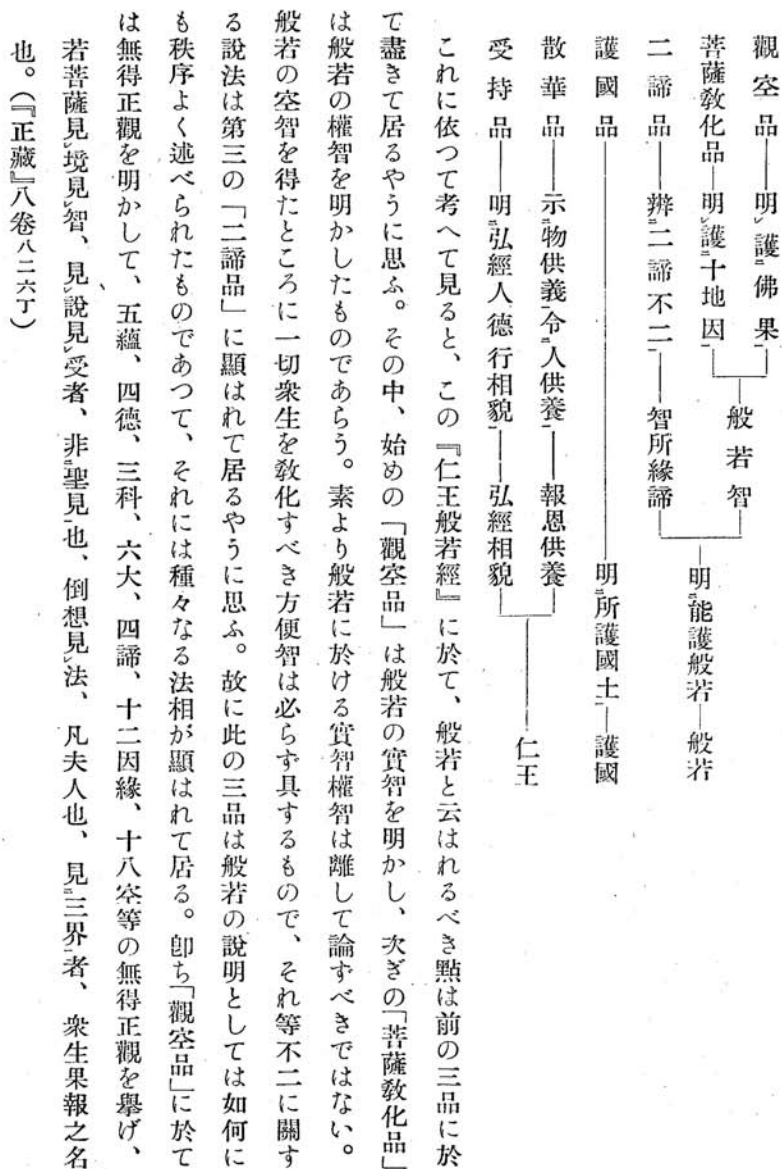 觀空品――明㆑護㆓佛果㆒
菩薩敎化品――明㆑護㆓十地因㆒　般若智
二諦品――辨㆓二諦不二㆒――智所緣諦　明㆓能護般若㆒――般若
護國品――明㆓所護國土㆒――護國
散華品――示㆓物供義㆒令㆓人供養㆒――報恩供養
受持品――明㆓弘經人德行相貌㆒――弘經相貌　仁王
これに依つて考へて見ると、この『仁王般若經』に於て、般若と云はれるべき點は前の三品に於
て盡きて居るやうに思ふ。その中、始めの「觀空品」は般若の實智を明かし、次ぎの「菩薩敎化品」
は般若の權智を明かしたものであらう。素より般若に於ける實智權智は離して論ずべきではない。
般若の空智を得たところに一切衆生を敎化すべき方便智は必らず具するもので、それ等不二に關す
る說法は第三の「二諦品」に顯はれて居るやうに思ふ。故に此の三品は般若の說明としては如何に
も秩序よく述べられたものであつて、それには種々なる法相が顯はれて居る。卽ち「觀空品」に於て
は無得正觀を明かして、五蘊、四德、三科、六大、四諦、十二因緣、十八空等の無得正觀を擧げ、
若菩薩見㆑境見㆑智、見㆑說見㆑受者、非㆓聖見㆒也、倒想見㆑法、凡夫人也、見㆓三界㆒者、衆生果報之名
也。(『正藏』八卷八二六丁)